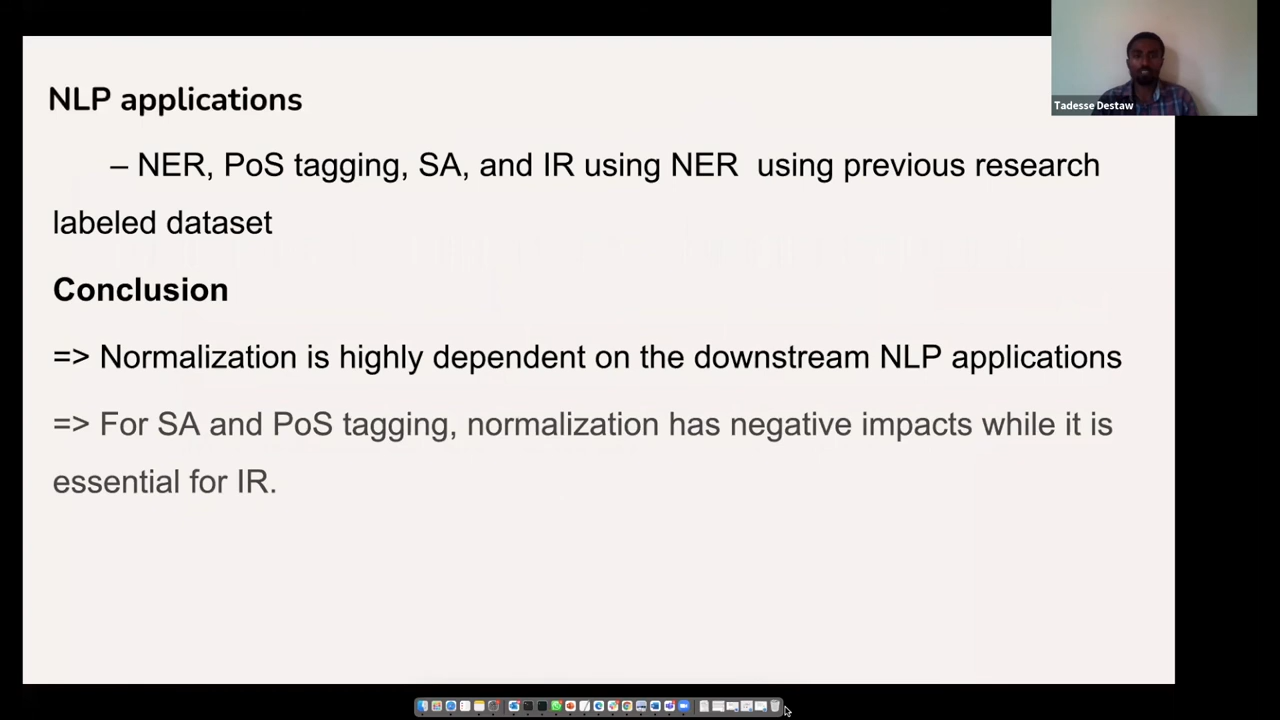 Tadesse Destaw
NLP applications
– NER, PoS tagging, SA, and IR using NER using previous research
labeled dataset
Conclusion
=> Normalization is highly dependent on the downstream NLP applications
=> For SA and PoS tagging, normalization has negative impacts while it is
essential for IR.